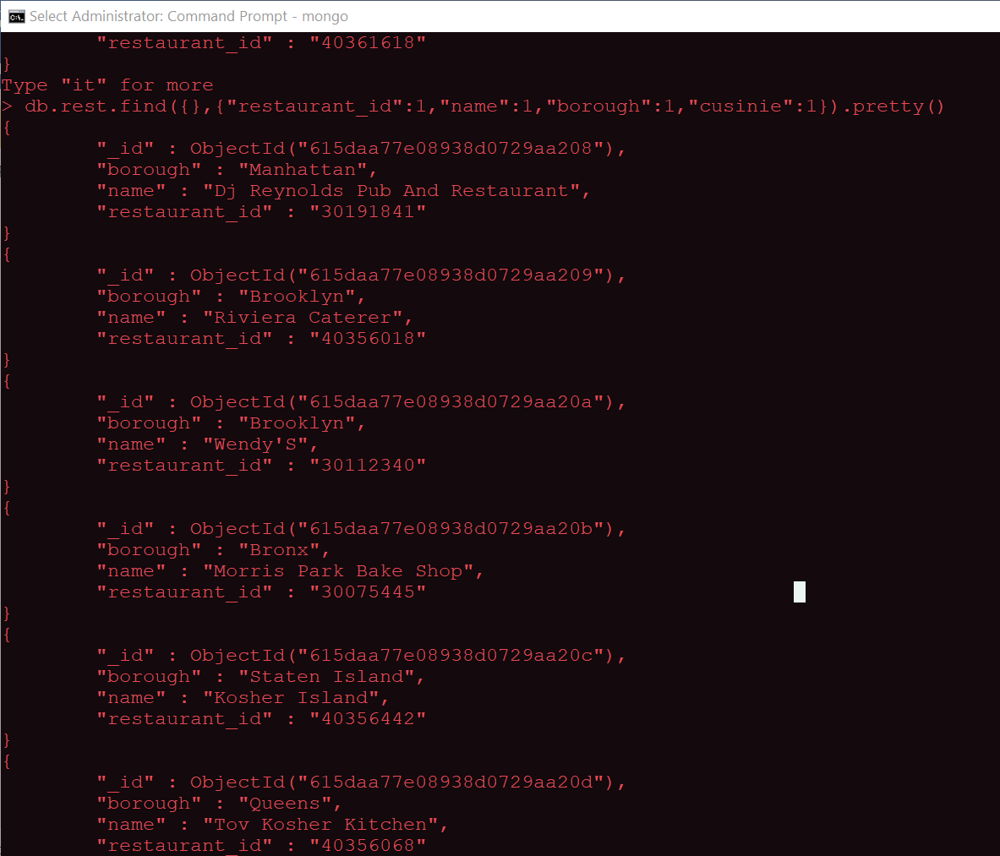 Select Administrator: Command Prompt - mongo
"restaurant_id" : "40361618"
}
Type "it" for more
> db.rest.find({},{"restaurant_id":1,"name":1,"borough":1,"cusinie":1}).pretty()
{
"_id" : ObjectId("615daa77e08938d0729aa208"),
"borough" : "Manhattan",
"name" : "Dj Reynolds Pub And Restaurant",
"restaurant_id" : "30191841"
}
{
"_id" : ObjectId("615daa77e08938d0729aa209"),
"borough" : "Brooklyn",
"name" : "Riviera Caterer",
"restaurant_id" : "40356018"
}
{
"_id" : ObjectId("615daa77e08938d0729aa20a"),
"borough" : "Brooklyn",
"name" : "Wendy'S",
"restaurant_id" : "30112340"
}
{
"_id" : ObjectId("615daa77e08938d0729aa20b"),
"borough" : "Bronx",
"name" : "Morris Park Bake Shop",
"restaurant_id" : "30075445"
}
{
"_id" : ObjectId("615daa77e08938d0729aa20c"),
"borough" : "Staten Island",
"name" : "Kosher Island",
"restaurant_id" : "40356442"
}
{
"_id" : ObjectId("615daa77e08938d0729aa20d"),
"borough" : "Queens",
"name" : "Tov Kosher Kitchen",
"restaurant_id" : "40356068"